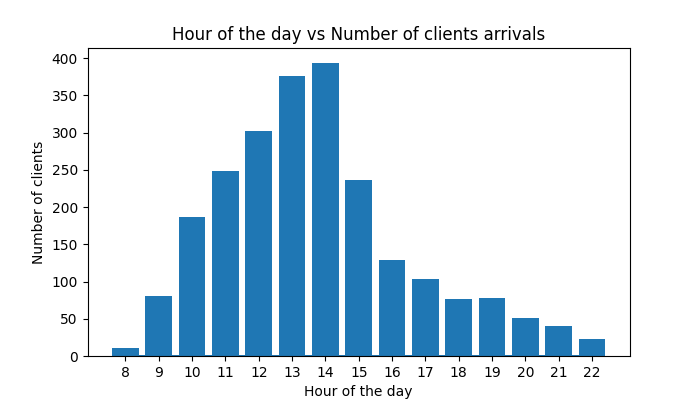 Hour of the day vs Number of clients arrivals
400
350
300
250
200
150
100
50
0
Number of clients
8 9 10 11 12 13 14 15 16 17 18 19 20 21 22
Hour of the day